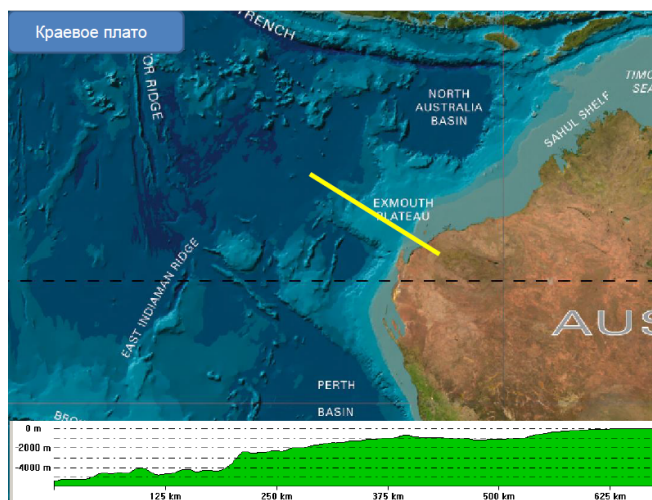 Краевое плато
TRENCH
OR RIDGE
NORTH
AUSTRALIA
BASIN
TIMO
SEA
SAHUL SHELF
EXMOUTH
PLATEAU
EAST INDIAMAN RIDGE
AUS
PERTH
BASIN
BRO
0 m
-2000 m
-4000 m
125 km
250 km
375 km
500 km
625 km